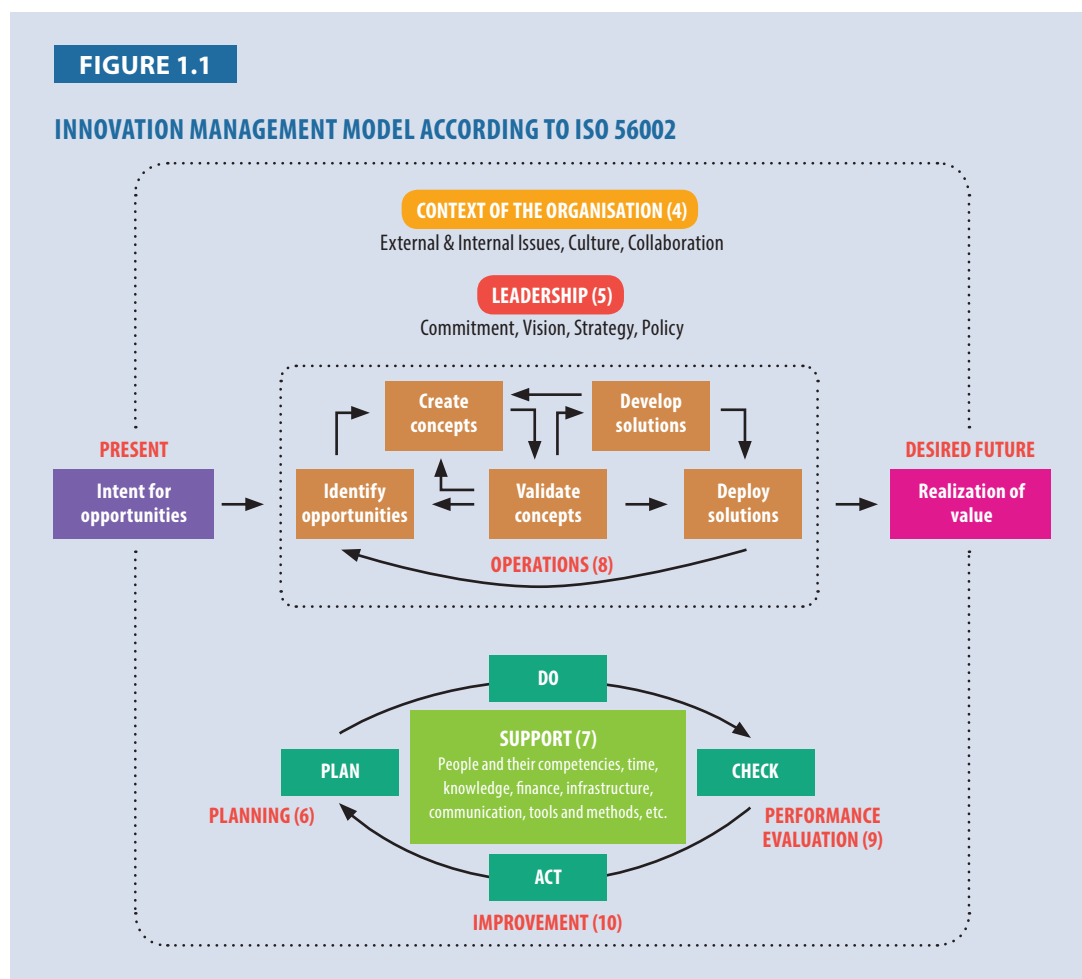 FIGURE 1.1
INNOVATION MANAGEMENT MODEL ACCORDING TO ISO 56002
CONTEXT OF THE ORGANISATION (4)
External & Internal Issues, Culture, Collaboration
LEADERSHIP (5)
Commitment, Vision, Strategy, Policy
PRESENT
Intent for
opportunities
Create
concepts
Develop
solutions
Identify
opportunities
Validate
concepts
Deploy
solutions
OPERATIONS (8)
DESIRED FUTURE
Realization of
value
DO
PLAN
PLANNING (6)
SUPPORT (7)
People and their competencies, time,
knowledge, finance, infrastructure,
communication, tools and methods, etc.
CHECK
PERFORMANCE
EVALUATION (9)
ACT
IMPROVEMENT (10)